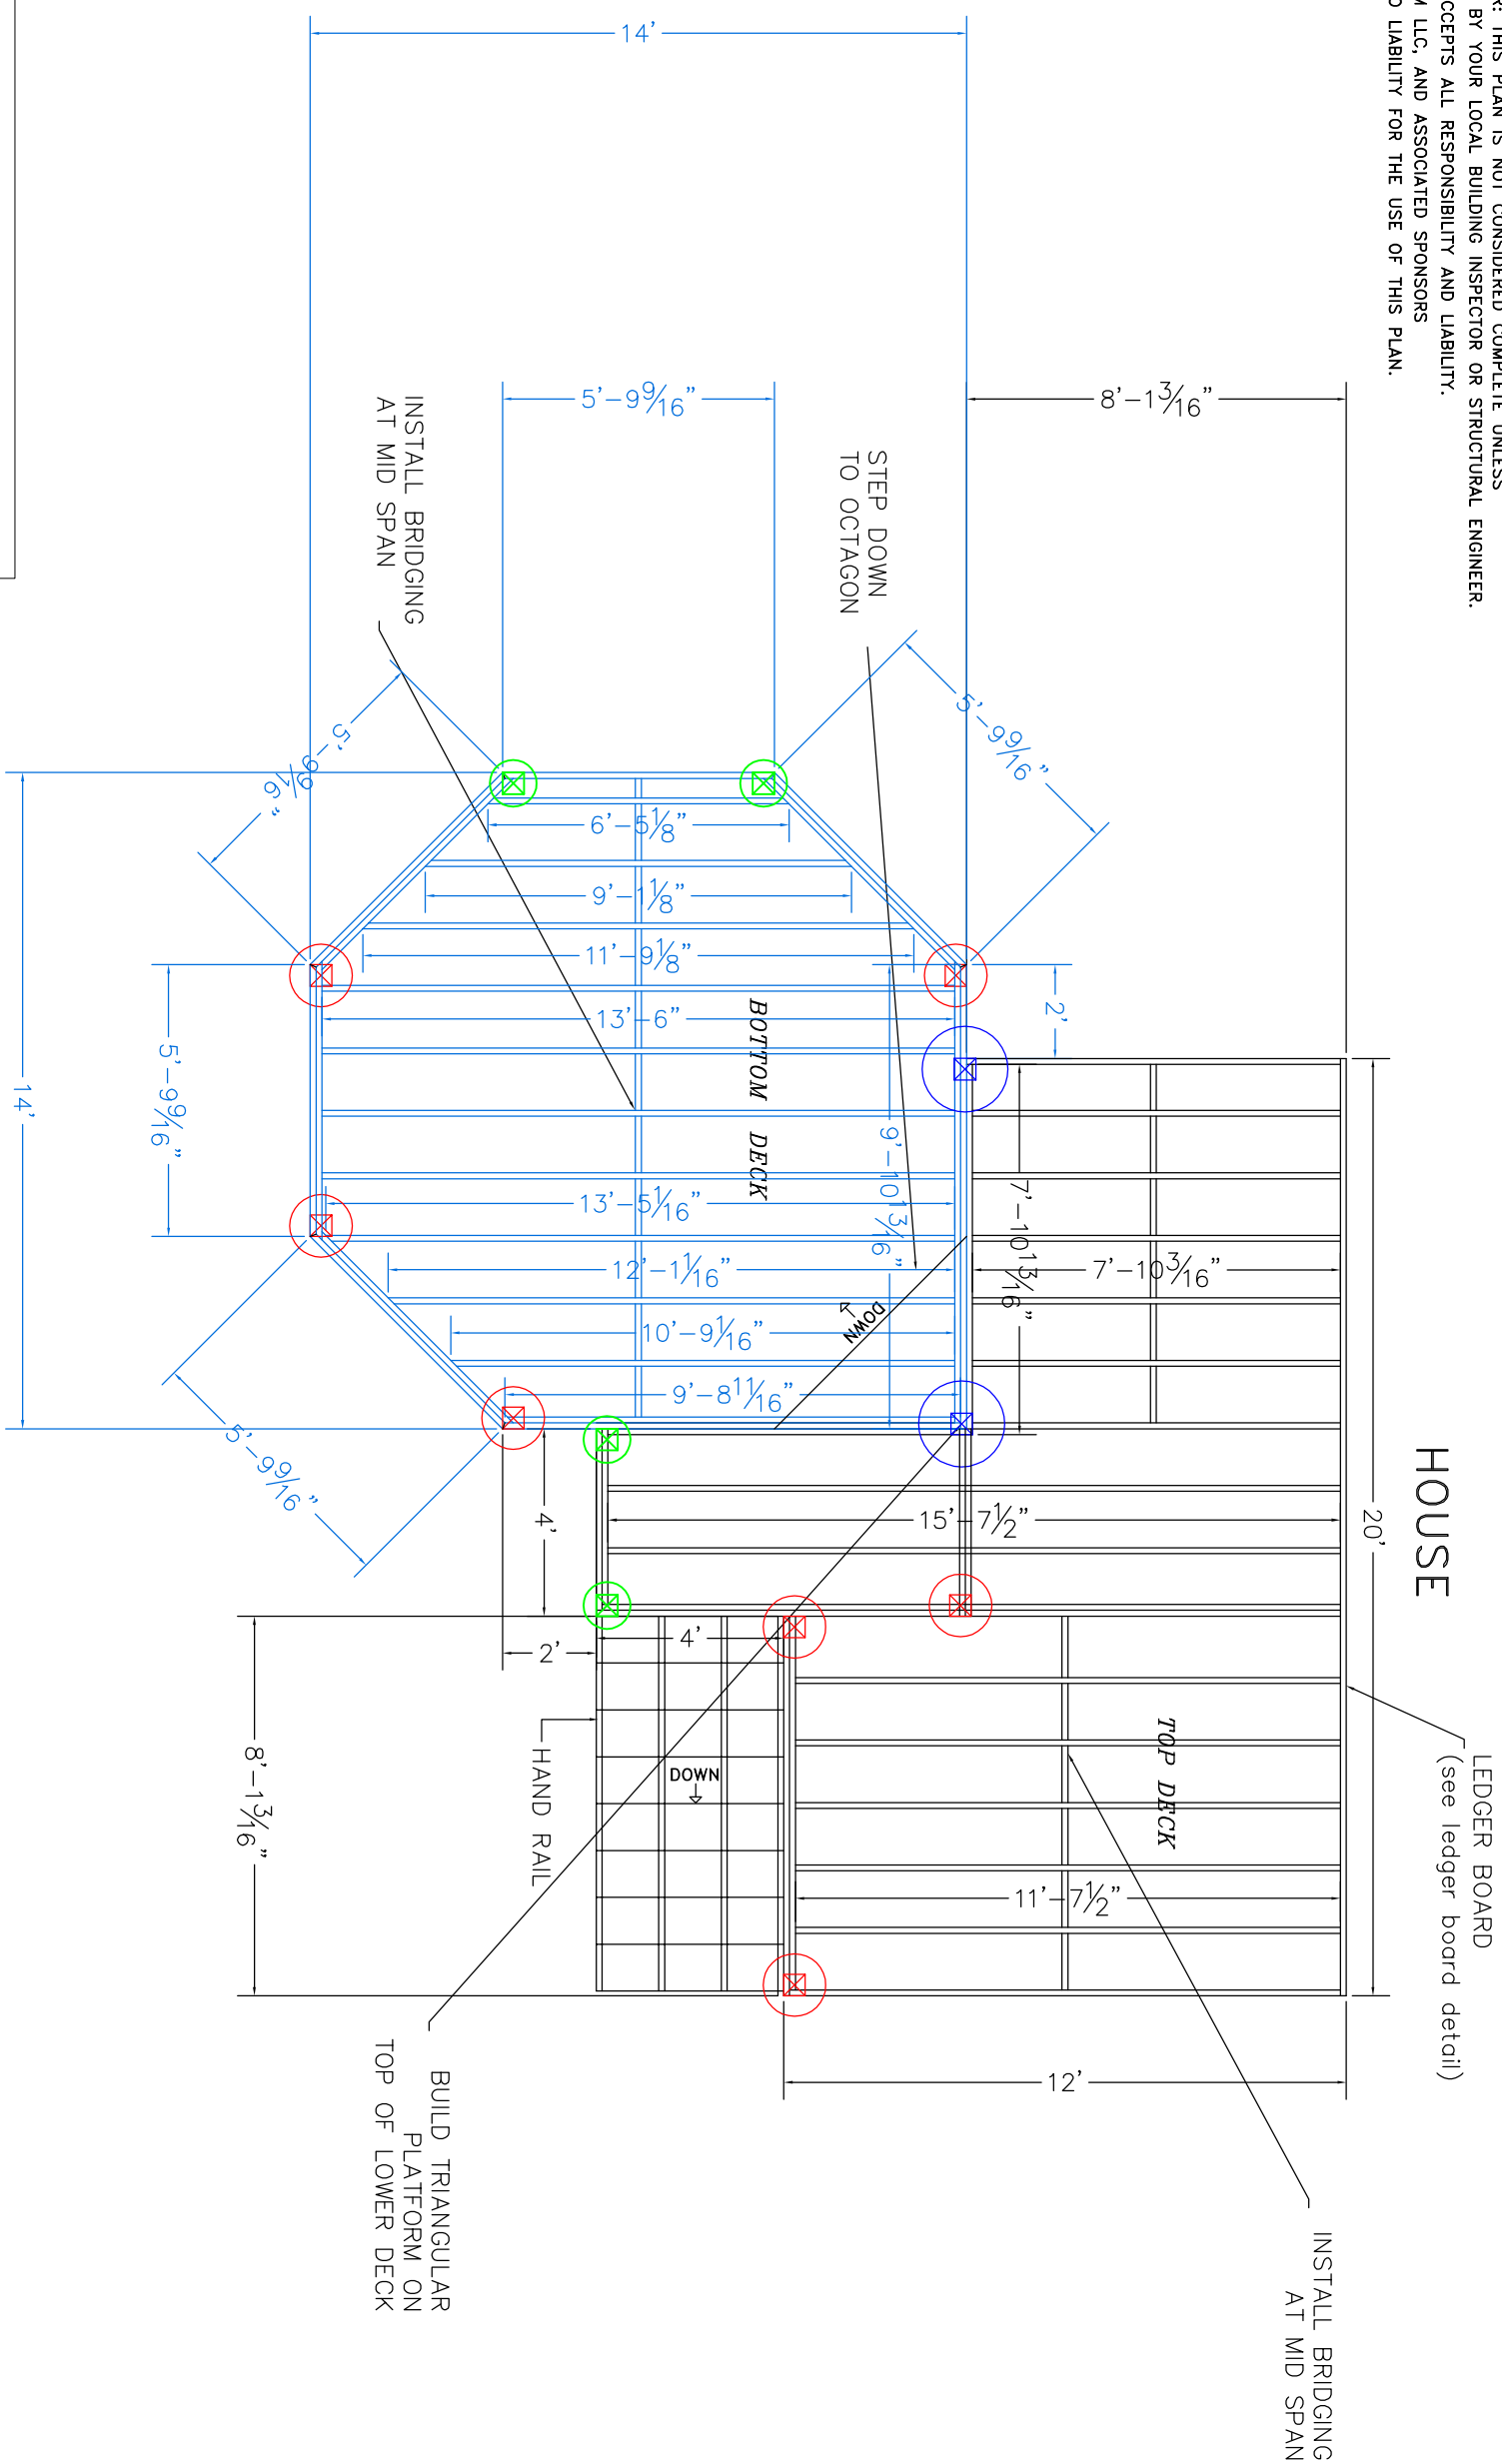 R: THIS PLAN IS NOT CONSIDERED COMPLETE UNLESS
BY YOUR LOCAL BUILDING INSPECTOR OR STRUCTURAL ENGINEER.
CCEPTS ALL RESPONSIBILITY AND LIABILITY.
LLC, AND ASSOCIATED SPONSORS
LIABILITY FOR THE USE OF THIS PLAN.
HOUSE
LEDGER BOARD
(see ledger board detail)
20'
8'-1 3/16"
14'
12'
INSTALL BRIDGING
AT MID SPAN
TOP DECK
7'-10 3/16"
7'-10 13/16"
11'-7 1/2"
15'-7 1/2"
2'
STEP DOWN
TO OCTAGON
5'-9 9/16"
5'-9 9/16"
9'-10 13/16"
DOWN
BOTTOM DECK
6'-5 1/8"
9'-1 1/8"
11'-9 1/8"
13'-6"
13'-5 1/16"
12'-1 1/16"
10'-9 1/16"
9'-8 11/16"
4'
DOWN
4'
2'
HAND RAIL
INSTALL BRIDGING
AT MID SPAN
BUILD TRIANGULAR
PLATFORM ON
TOP OF LOWER DECK
5'-9 9/16"
5'-9 9/16"
5'-9 9/16"
8'-1 3/16"
14'